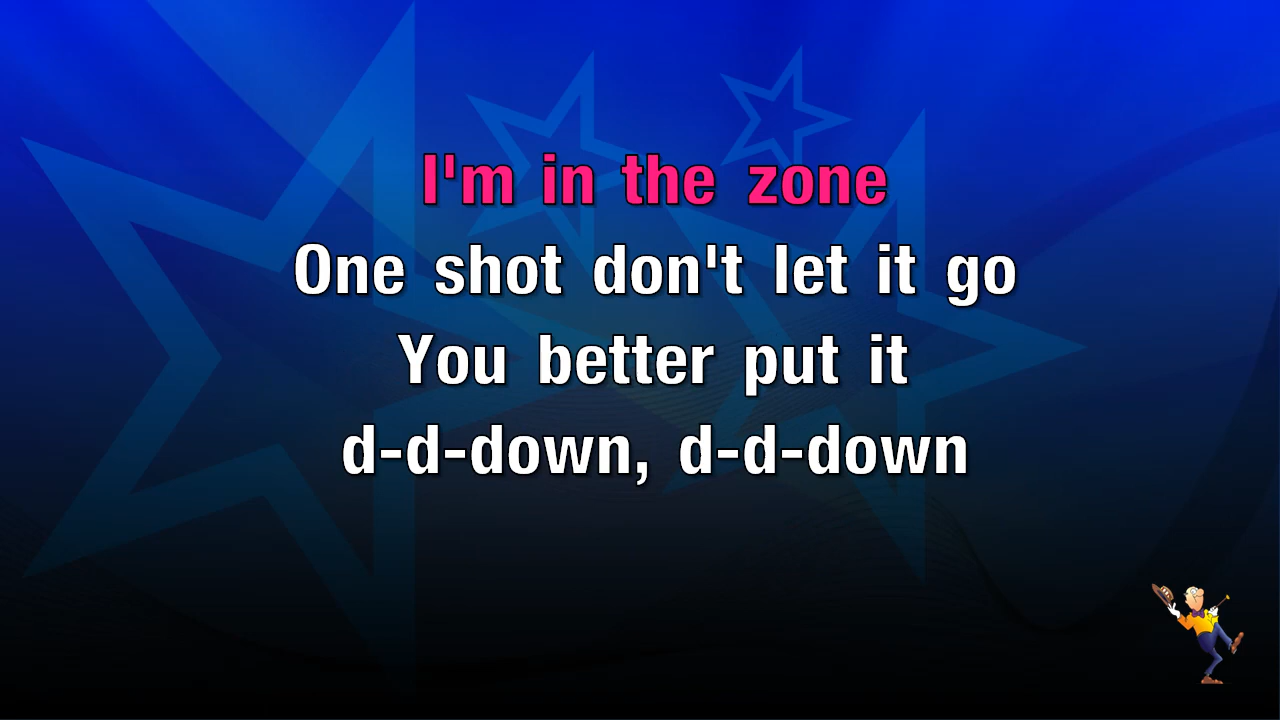 I'm in the zone
One shot don't let it go
You better put it
d-d-down, d-d-down